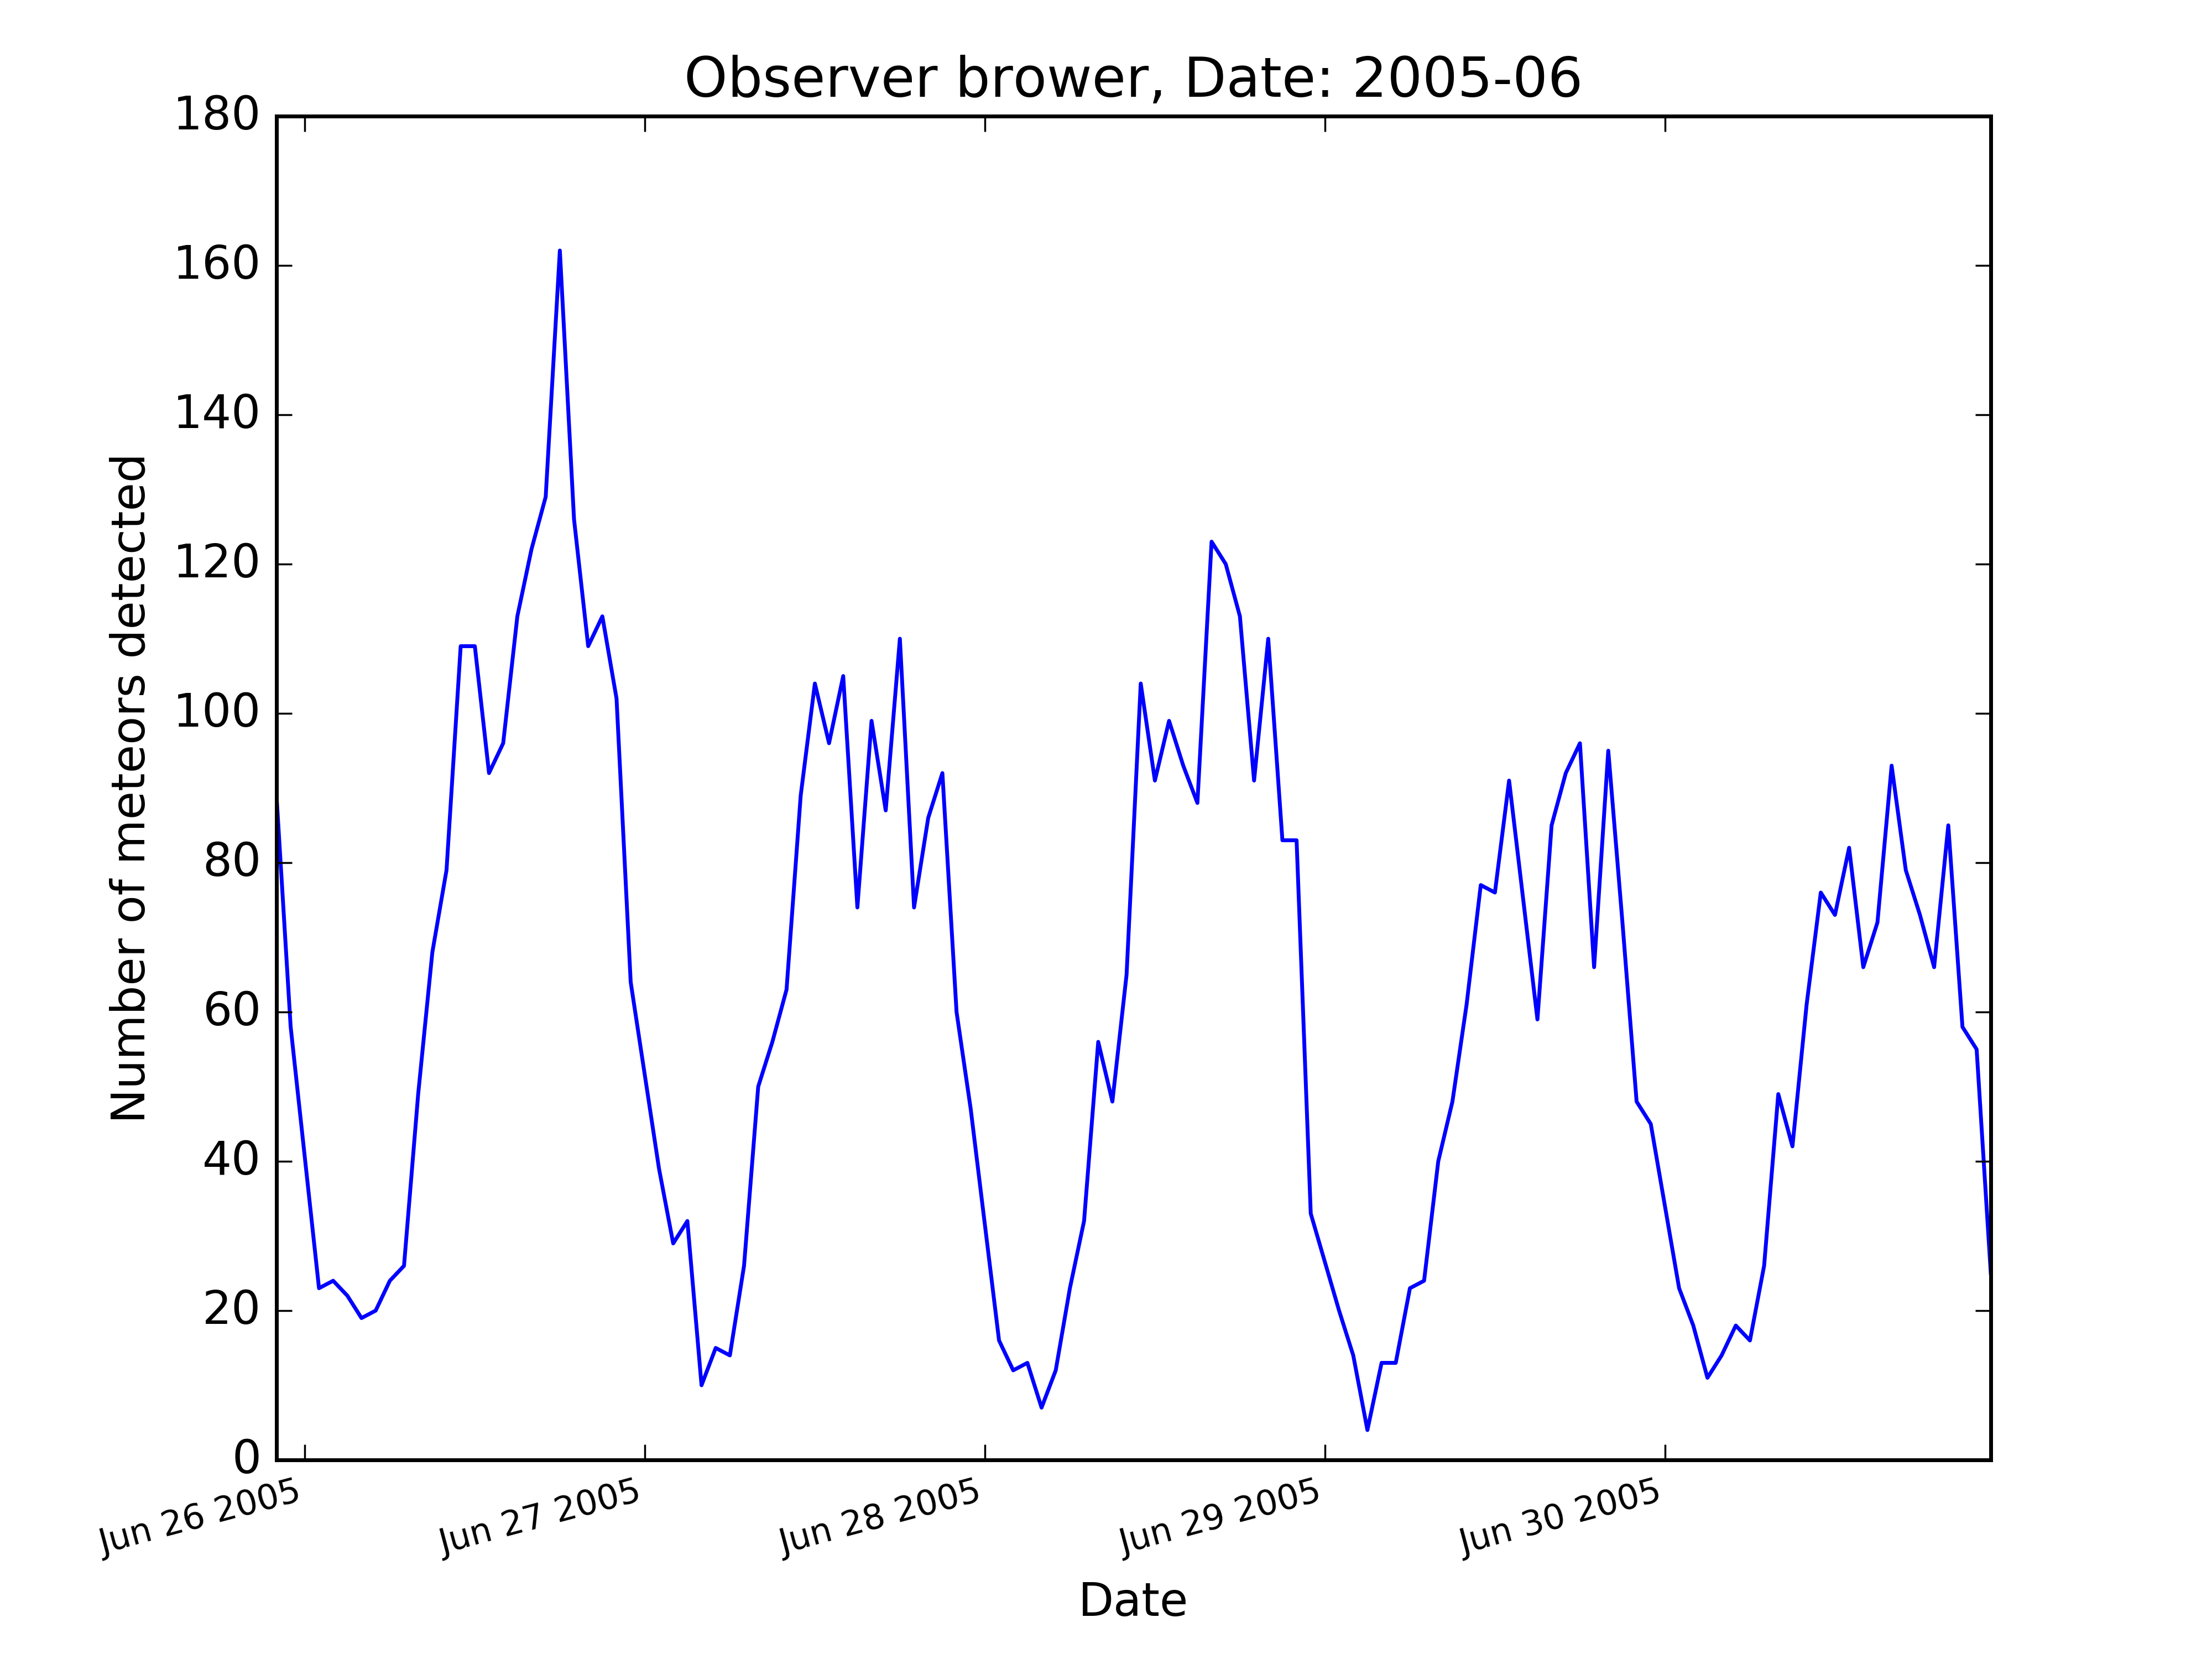 Observer brower, Date: 2005-06
180
160
140
120
100
80
60
40
20
0
Number of meteors detected
Jun 26 2005
Jun 27 2005
Jun 28 2005
Jun 29 2005
Jun 30 2005
Date